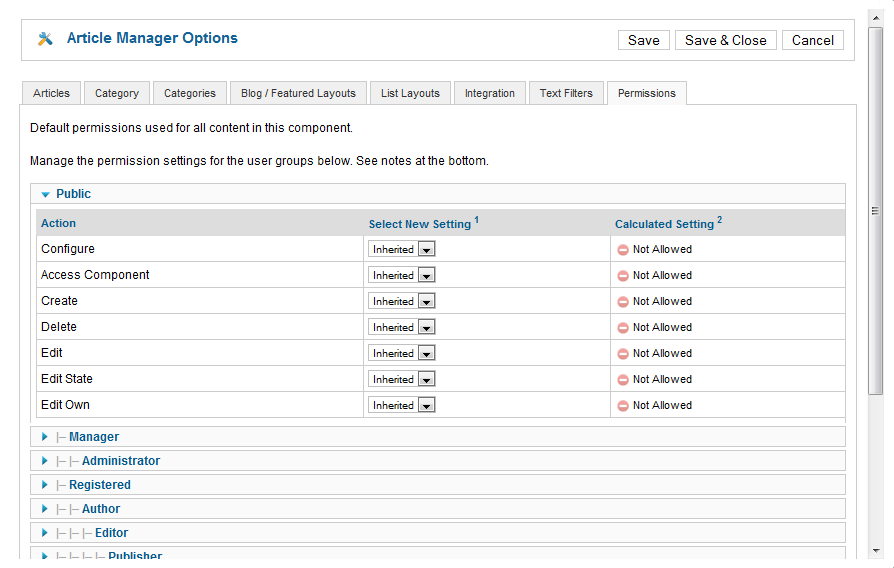 Article Manager Options
Save Save & Close Cancel
Articles Category Categories Blog / Featured Layouts List Layouts Integration Text Filters Permissions
Default permissions used for all content in this component.
Manage the permission settings for the user groups below. See notes at the bottom.
Public
Action Select New Setting 1 Calculated Setting 2
Configure Inherited Not Allowed
Access Component Inherited Not Allowed
Create Inherited Not Allowed
Delete Inherited Not Allowed
Edit Inherited Not Allowed
Edit State Inherited Not Allowed
Edit Own Inherited Not Allowed
|– Manager
|– |– Administrator
|– Registered
|– |– Author
|– |– |– Editor
|– |– |– |– Publisher